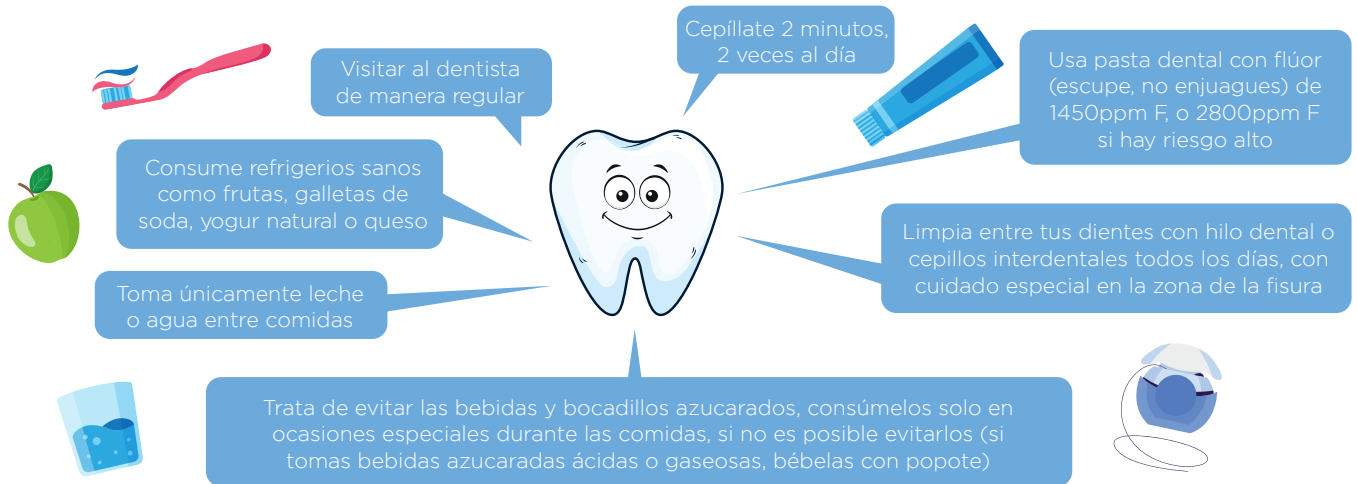 Cepíllate 2 minutos,
2 veces al día
Visitar al dentista
de manera regular
Usa pasta dental con flúor
(escupe, no enjuagues) de
1450ppm F, o 2800ppm F
si hay riesgo alto
Consume refrigerios sanos
como frutas, galletas de
soda, yogur natural o queso
Limpia entre tus dientes con hilo dental o
cepillos interdentales todos los días, con
cuidado especial en la zona de la fisura
Toma únicamente leche
o agua entre comidas
Trata de evitar las bebidas y bocadillos azucarados, consúmelos solo en
ocasiones especiales durante las comidas, si no es posible evitarlos (si
tomas bebidas azucaradas ácidas o gaseosas, bébelas con popote)